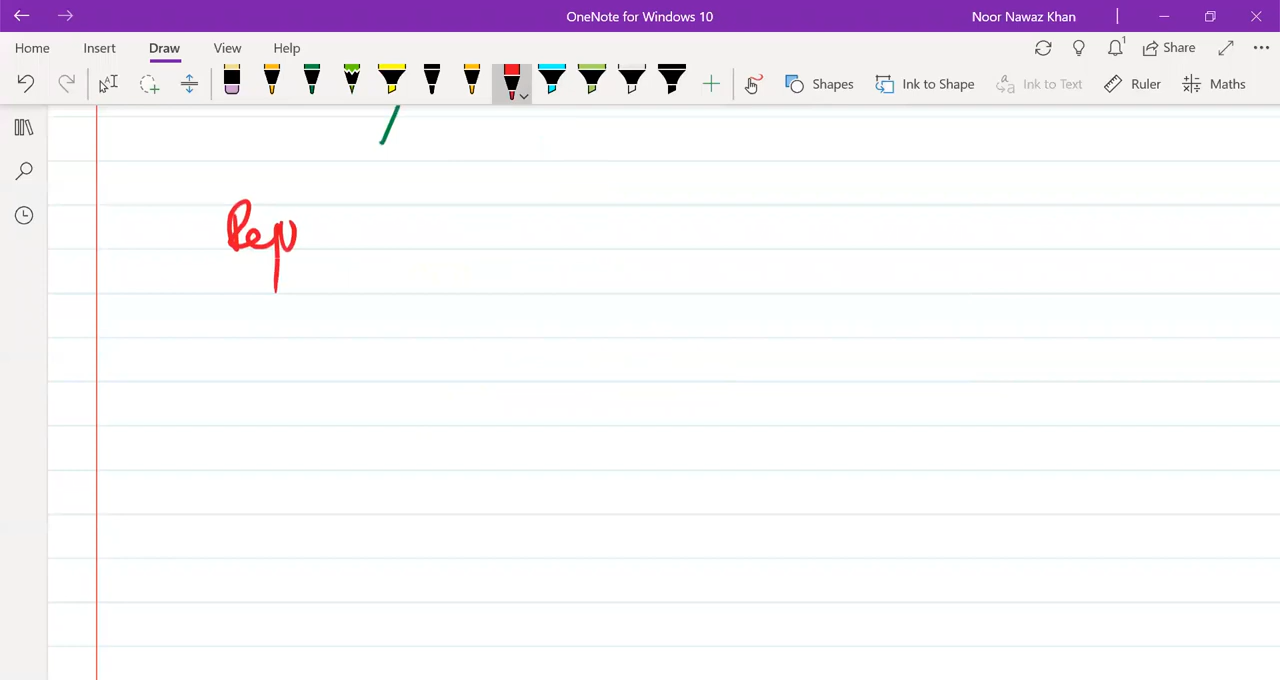 OneNote for Windows 10
Noor Nawaz Khan
Home Insert Draw View Help
1
Share
Shapes
Ink to Shape
Ink to Text
Ruler
Maths
Rep